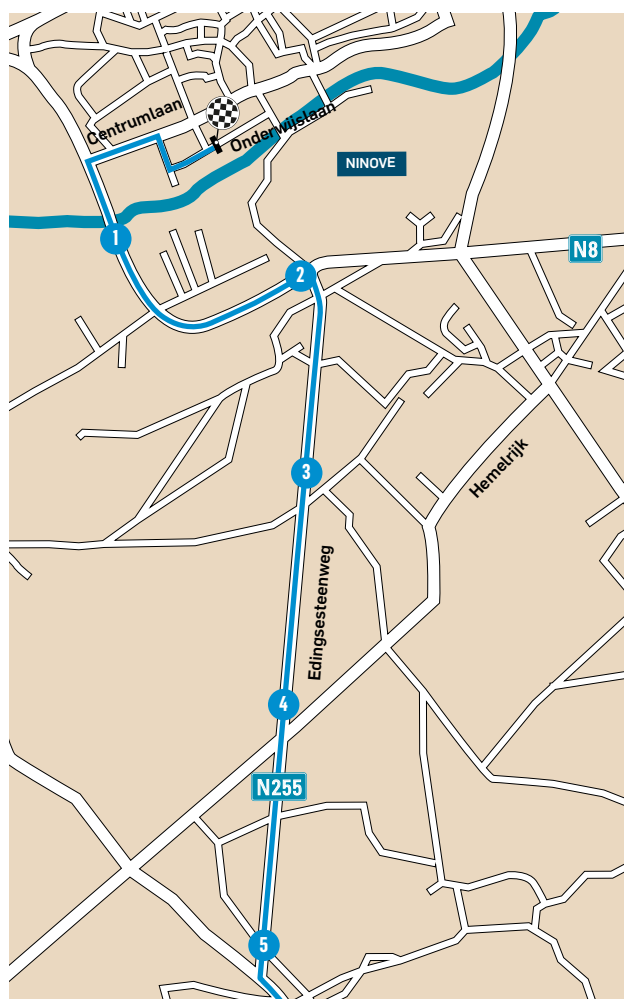 Centrumlaan
Onderwijslaan
NINOVE
1
N8
2
3
Hemelrijk
Edingsesteenweg
4
N255
5